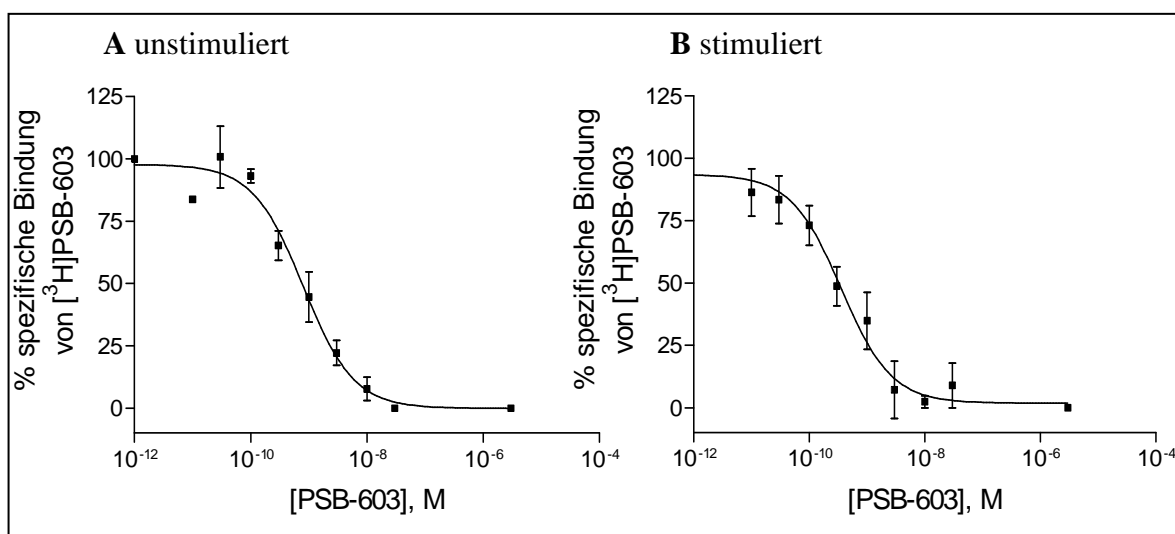 A unstimuliert
% spezifische Bindung
von [³H]PSB-603
125
100
75
50
25
0
10⁻¹²
10⁻¹⁰
10⁻⁸
10⁻⁶
10⁻⁴
[PSB-603], M
B stimuliert
% spezifische Bindung
von [³H]PSB-603
125
100
75
50
25
0
10⁻¹²
10⁻¹⁰
10⁻⁸
10⁻⁶
10⁻⁴
[PSB-603], M